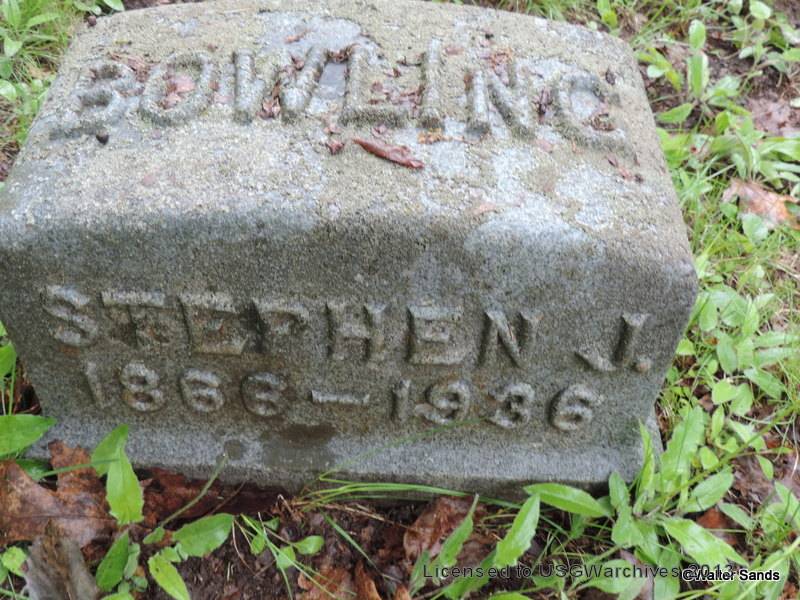 BOWLING
STEPHEN J.
1866-1936
Licensed to USGWarchives 2013
©Walter Sands